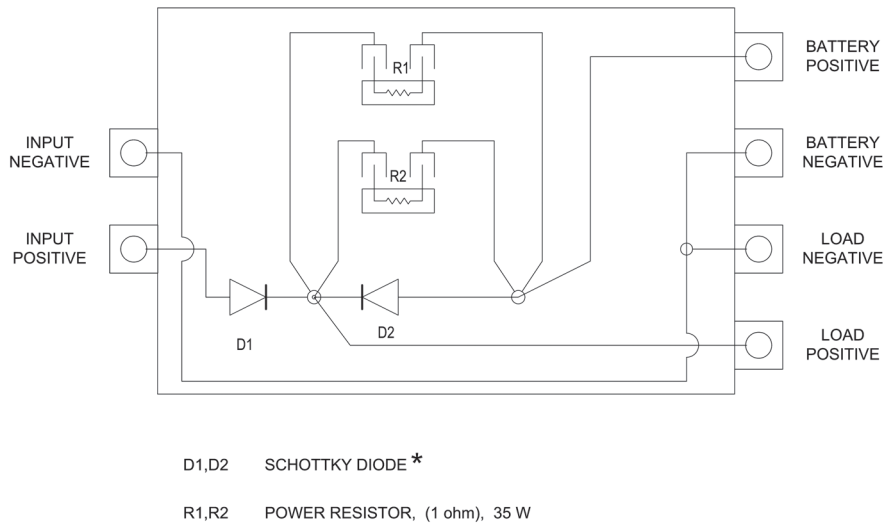 BATTERY
POSITIVE
R1
INPUT
NEGATIVE
BATTERY
NEGATIVE
R2
INPUT
POSITIVE
LOAD
NEGATIVE
D1
D2
LOAD
POSITIVE
D1,D2 SCHOTTKY DIODE *
R1,R2 POWER RESISTOR, (1 ohm), 35 W